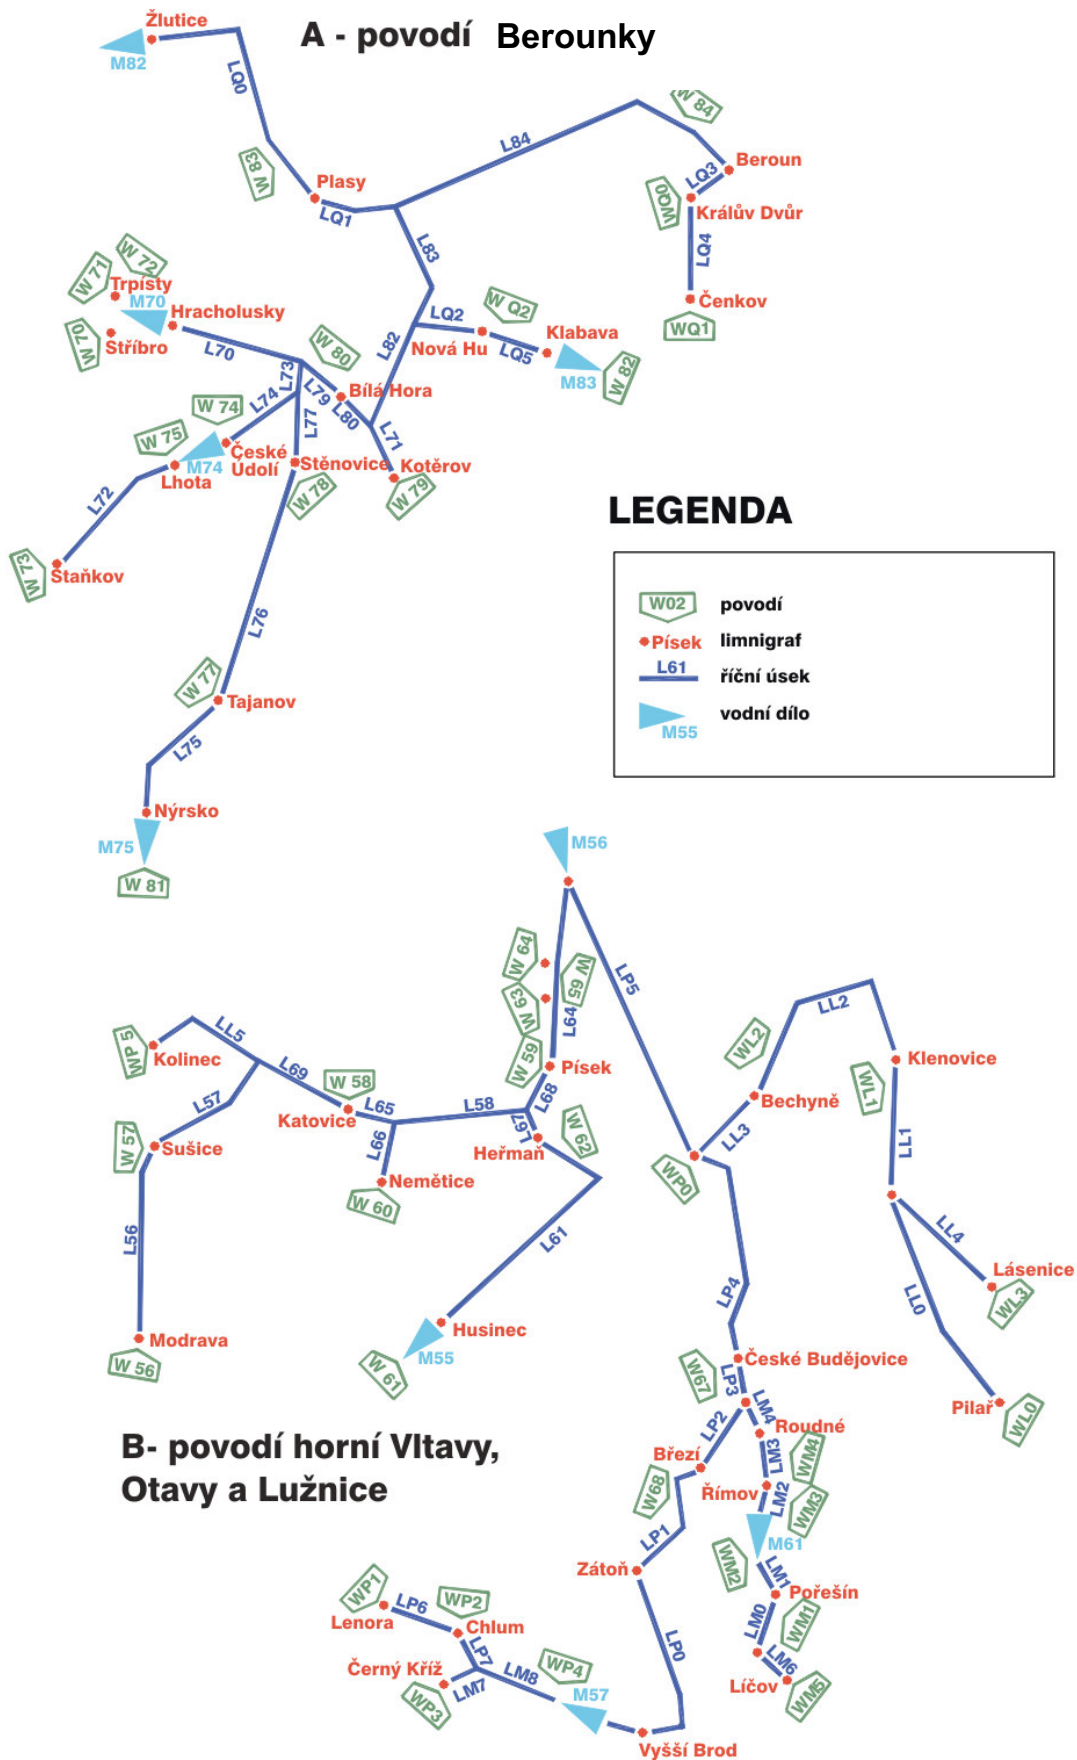 A - povodí Berounky
Žlutice
M82
LQ0
W 83
Plasy
LQ1
L84
W 84
Beroun
LQ3
WQ0
Králův Dvůr
LQ4
Čenkov
WQ1
L83
W 71
W 72
Trpísty
M70
Hracholusky
W 70
Stříbro
L70
W 80
L82
LQ2
W Q2
Nová Hu
LQ5
Klabava
M83
W 82
L73
L79
Bílá Hora
L80
L74
W 74
L77
L71
W 75
M74
České
Údolí
Lhota
Stěnovice
W 78
Kotěrov
W 79
L72
W 73
Staňkov
L76
W 77
Tajanov
L75
Nýrsko
M75
W 81
LEGENDA
W02 povodí
Písek limnigraf
L61 říční úsek
M55 vodní dílo
M56
W 64
W 65
W 63
L64
LP5
W 59
Písek
WP5
Kolinec
LL5
L69
L57
W 58
Katovice
L65
L58
L68
L67
W 62
Heřmaň
W 57
Sušice
L66
Nemětice
W 60
L56
L61
Modrava
W 56
Husinec
M55
W 61
LL2
WL2
Klenovice
WL1
Bechyně
LL3
WP0
LL1
LL4
Lásenice
WL3
LL0
Pilař
WL0
LP4
České Budějovice
W67
LP3
LM4
Roudné
LP2
LM3
WM4
Březí
W68
Římov
LM2
WM3
M61
LP1
WM2
LM1
Zátoň
Pořešín
LM0
WM1
LM6
Líčov
WM5
LP0
B- povodí horní Vltavy,
Otavy a Lužnice
WP1
LP6
WP2
Lenora
Chlum
LP7
Černý Kříž
LM7
LM8
WP4
WP3
M57
Vyšší Brod